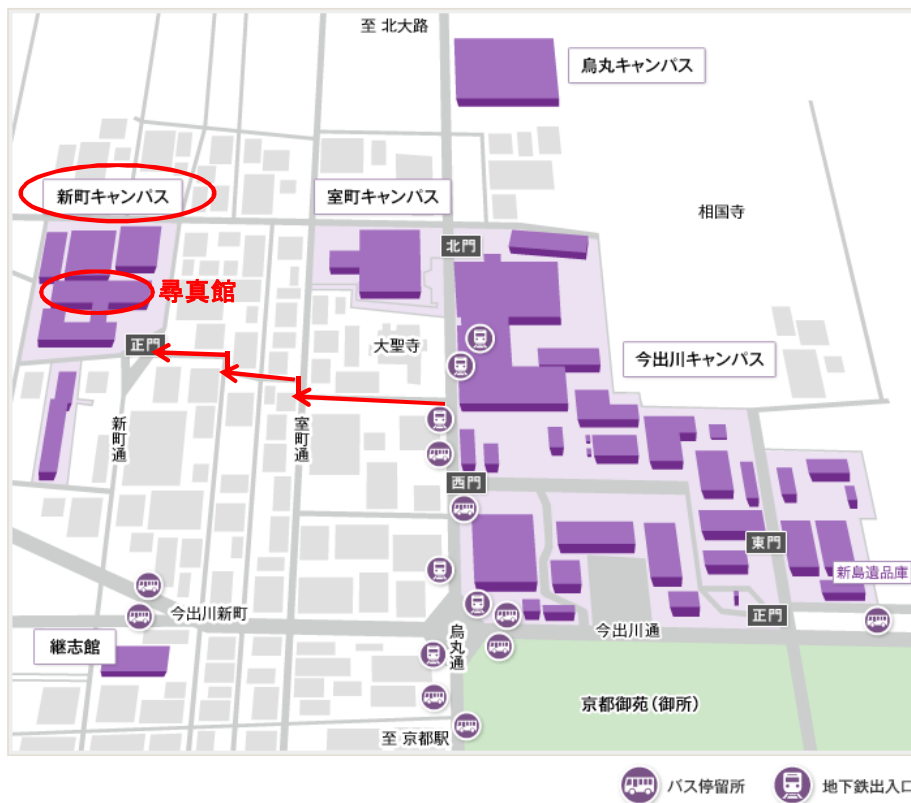 至 北大路
烏丸キャンパス
新町キャンパス
室町キャンパス
相国寺
北門
尋真館
正門
大聖寺
今出川キャンパス
新町通
室町通
西門
東門
新島遺品庫
今出川新町
正門
継志館
烏丸通
今出川通
京都御苑(御所)
至 京都駅
バス停留所
地下鉄出入口